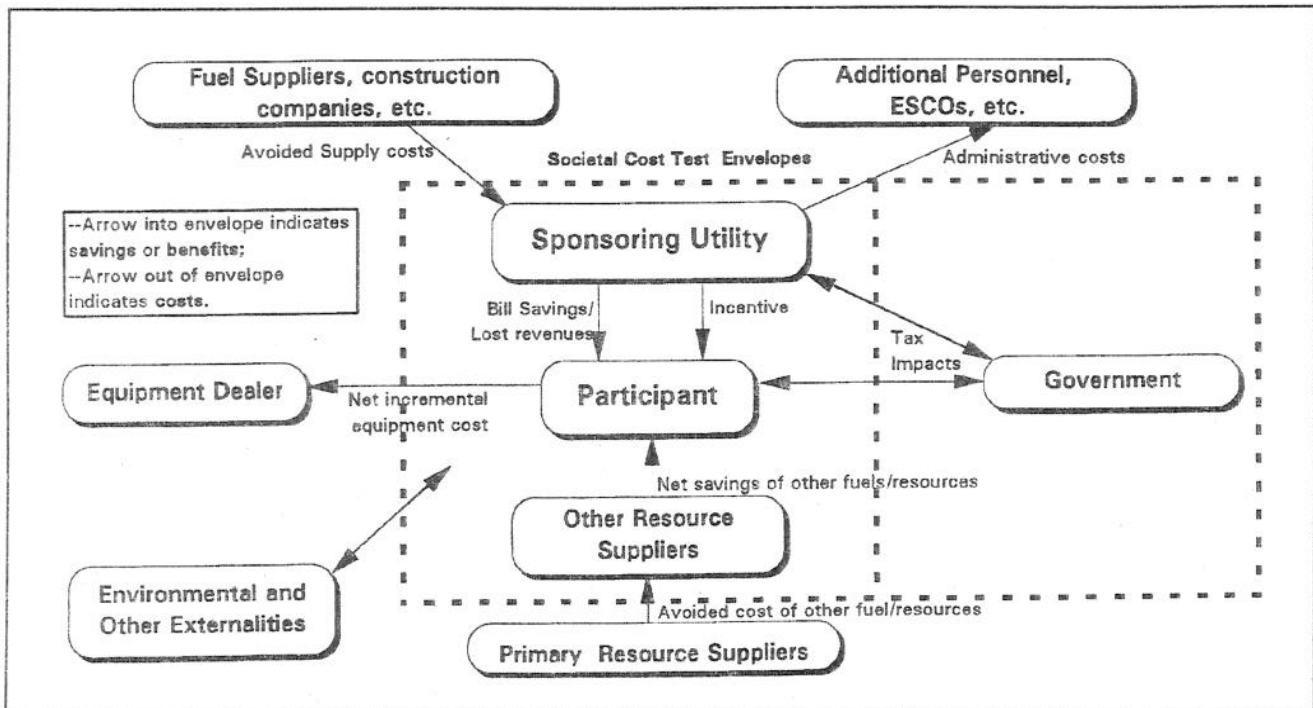 Fuel Suppliers, construction
companies, etc.
Additional Personnel,
ESCOs, etc.
Avoided Supply costs
Societal Cost Test Envelopes
Administrative costs
--Arrow into envelope indicates
savings or benefits;
--Arrow out of envelope
indicates costs.
Sponsoring Utility
Bill Savings/
Lost revenues
Incentive
Tax
Impacts
Equipment Dealer
Net incremental
equipment cost
Participant
Government
Net savings of other fuels/resources
Other Resource
Suppliers
Environmental and
Other Externalities
Avoided cost of other fuel/resources
Primary Resource Suppliers